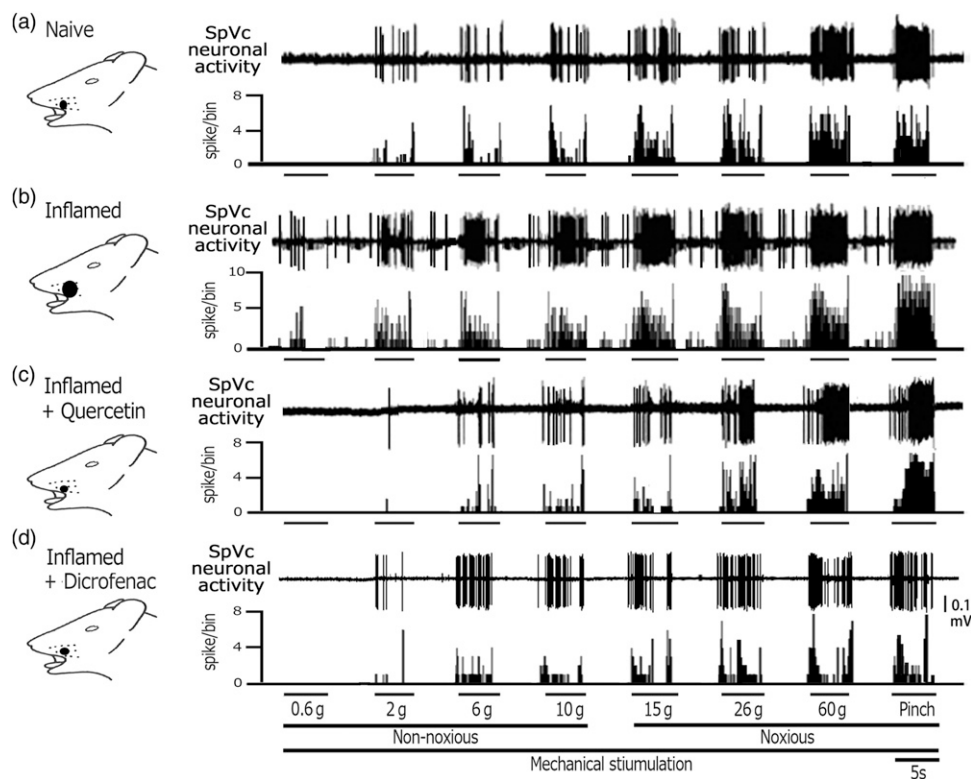 (a)
Naive
SpVc
neuronal
activity
spike/bin
8
4
0
(b)
Inflamed
SpVc
neuronal
activity
spike/bin
10
5
0
(c)
Inflamed
+ Quercetin
SpVc
neuronal
activity
spike/bin
8
4
0
(d)
Inflamed
+ Dicrofenac
SpVc
neuronal
activity
0.1
mV
spike/bin
8
4
0
0.6 g 2 g 6 g 10 g 15 g 26 g 60g Pinch
Non-noxious Noxious
Mechanical stiumulation
5s